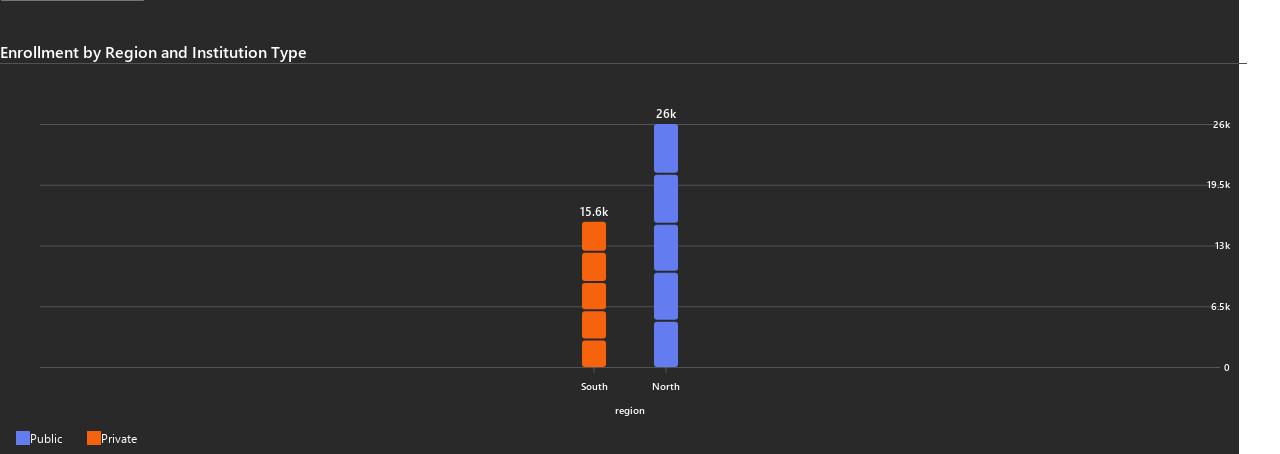 Enrollment by Region and Institution Type
26k
15.6k
26k
19.5k
13k
6.5k
0
South North
region
Public Private